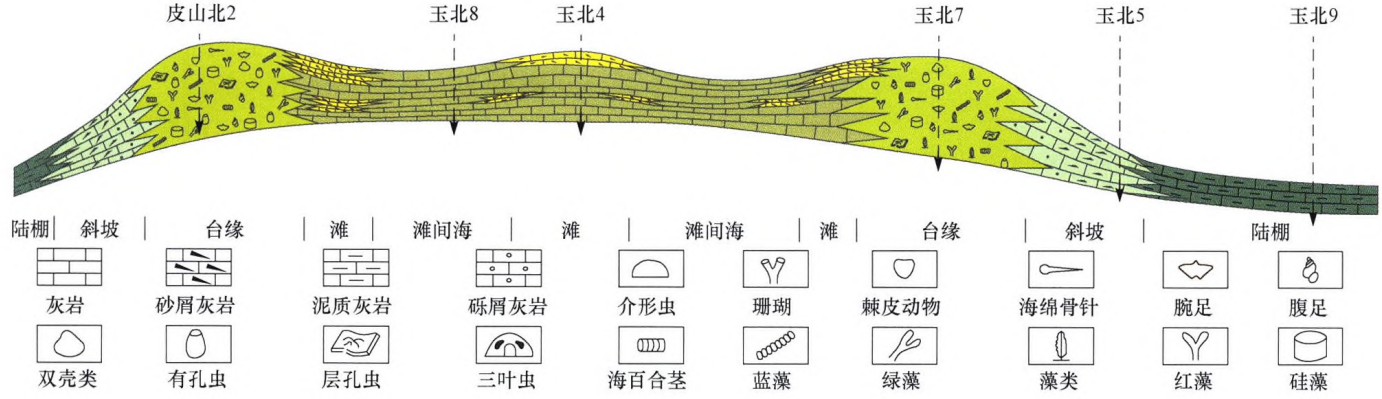 皮山北2 玉北8 玉北4 玉北7 玉北5 玉北9
陆棚 斜坡 台缘 滩 滩间海 滩 滩间海 滩 台缘 斜坡 陆棚
灰岩 砂屑灰岩 泥质灰岩 砾屑灰岩 介形虫 珊瑚 棘皮动物 海绵骨针 腕足 腹足
双壳类 有孔虫 层孔虫 三叶虫 海百合茎 蓝藻 绿藻 藻类 红藻 硅藻